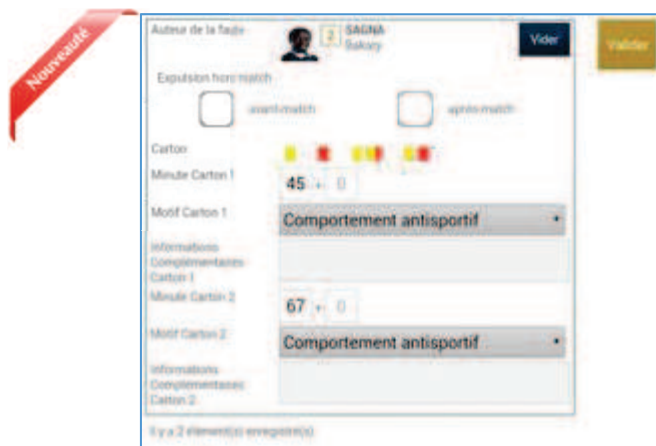 Nouveauté
Auteur de la faute
2 SAGNA
Bakary
Vider
Valider
Expulsion hors match
avant-match
après-match
Carton
Minute Carton 1
45 + 0
Motif Carton 1
Comportement antisportif
Informations
Complémentaires
Carton 1
Minute Carton 2
67 + 0
Motif Carton 2
Comportement antisportif
Informations
Complémentaires
Carton 2
Il y a 2 élément(s) enregistré(s)